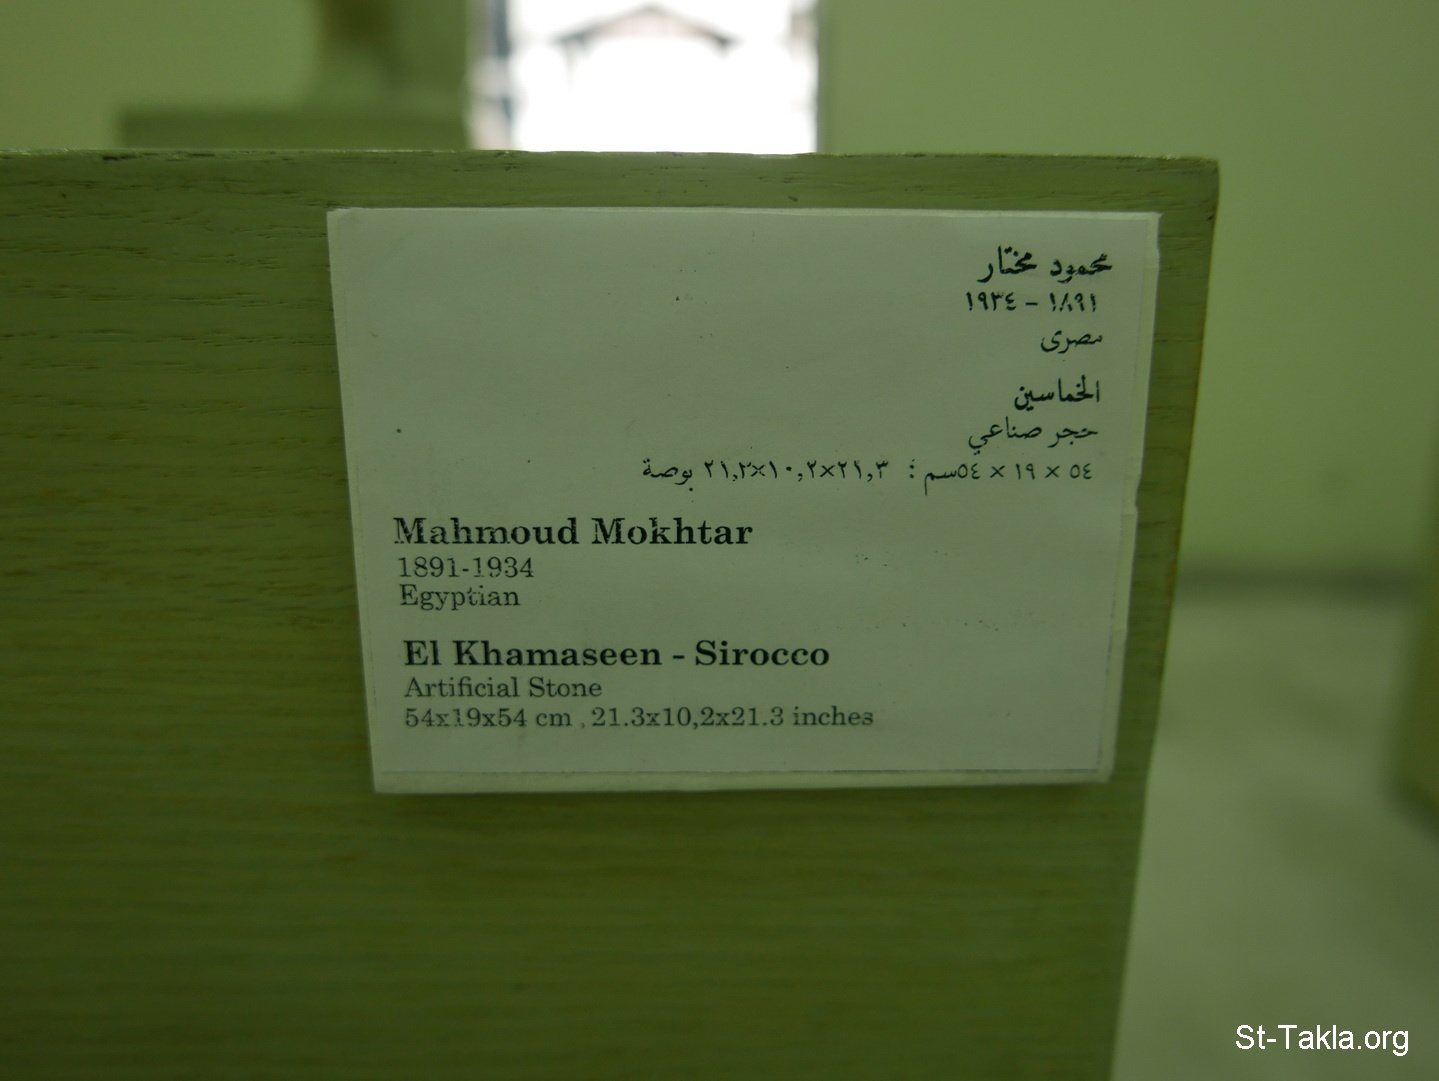 محمود مختار
١٨٩١ – ١٩٣٤
مصرى
الخماسين
حجر صناعي
٥٤ × ١٩ × ٥٤سم : ٢١,٣×١٠,٢×٢١,٢ بوصة
Mahmoud Mokhtar
1891-1934
Egyptian
El Khamaseen - Sirocco
Artificial Stone
54x19x54 cm , 21.3x10,2x21.3 inches
St-Takla.org